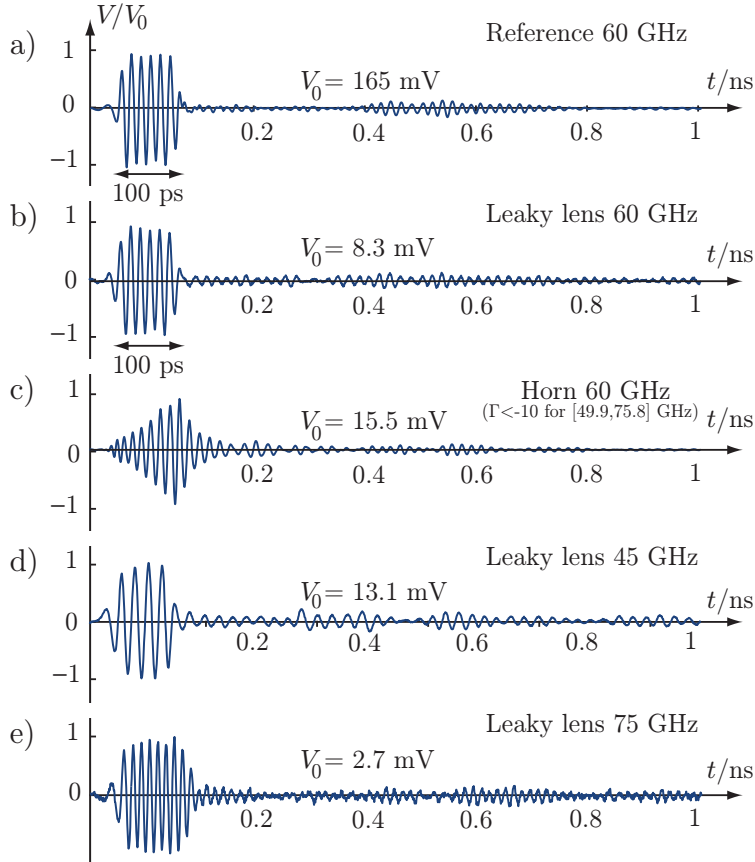 V/V₀
a)
Reference 60 GHz
1
V₀= 165 mV
t/ns
0
0.2
0.4
0.6
0.8
1
−1
100 ps
b)
Leaky lens 60 GHz
1
V₀= 8.3 mV
t/ns
0
0.2
0.4
0.6
0.8
1
−1
100 ps
c)
Horn 60 GHz
(Γ<-10 for [49.9,75.8] GHz)
1
V₀= 15.5 mV
t/ns
0
0.2
0.4
0.6
0.8
1
−1
d)
Leaky lens 45 GHz
1
V₀= 13.1 mV
t/ns
0
0.2
0.4
0.6
0.8
1
−1
e)
Leaky lens 75 GHz
1
V₀= 2.7 mV
t/ns
0
0.2
0.4
0.6
0.8
1